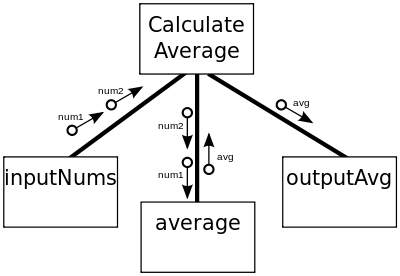 Calculate
Average
num2
num1
avg
num2
avg
num1
inputNums
outputAvg
average